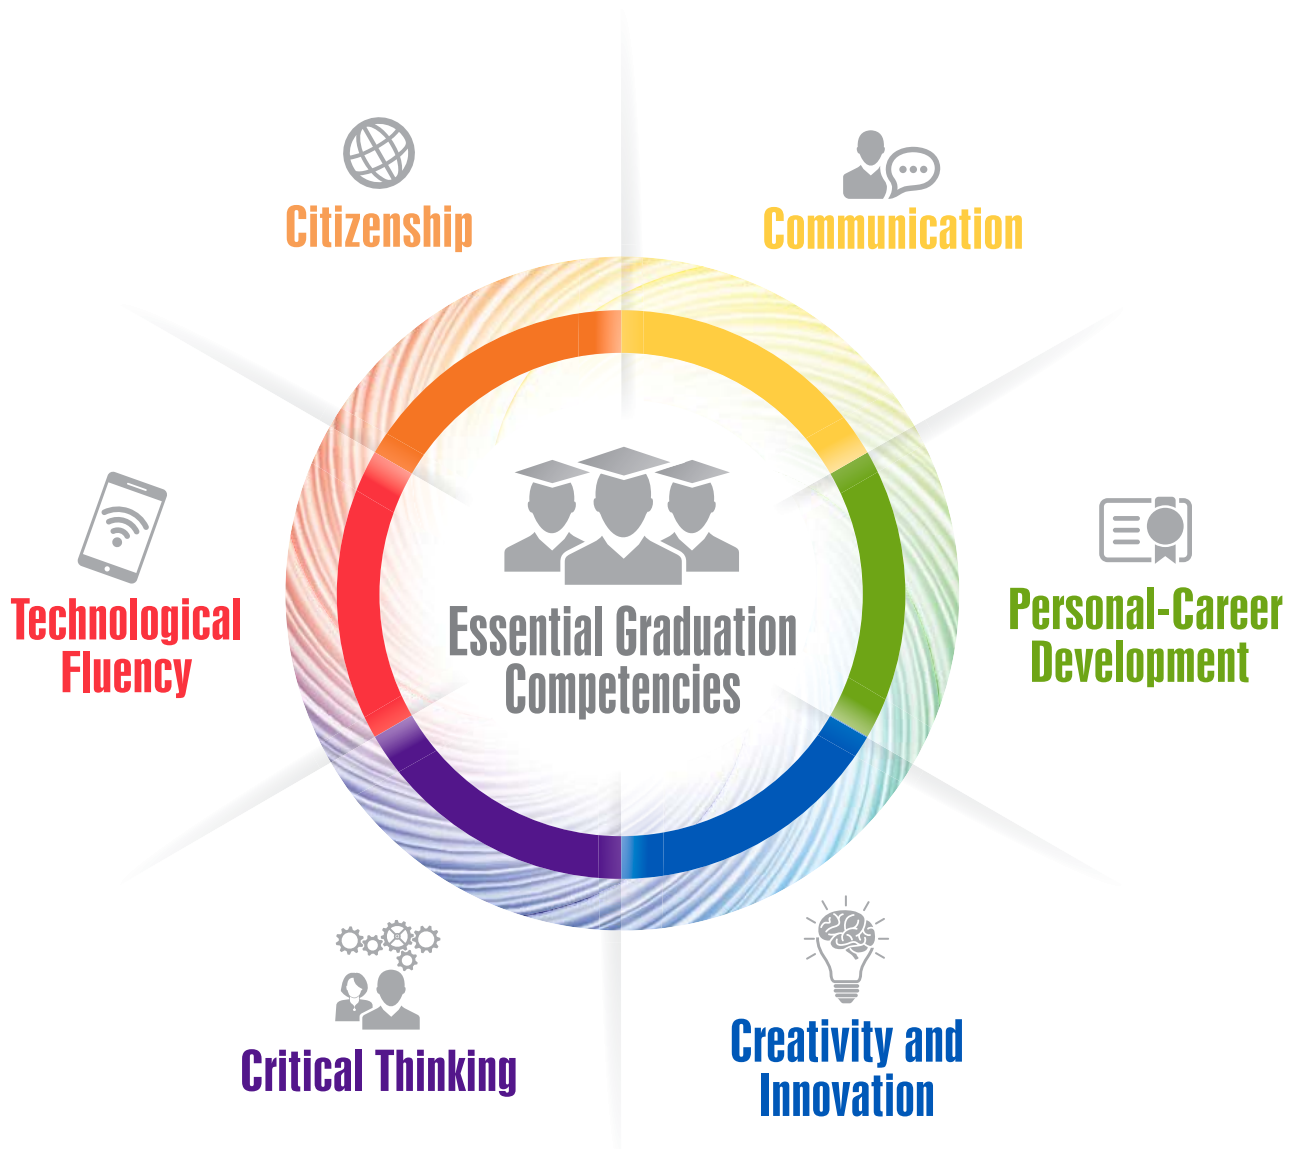 Citizenship
Communication
Technological
Fluency
Essential Graduation
Competencies
Personal-Career
Development
Critical Thinking
Creativity and
Innovation